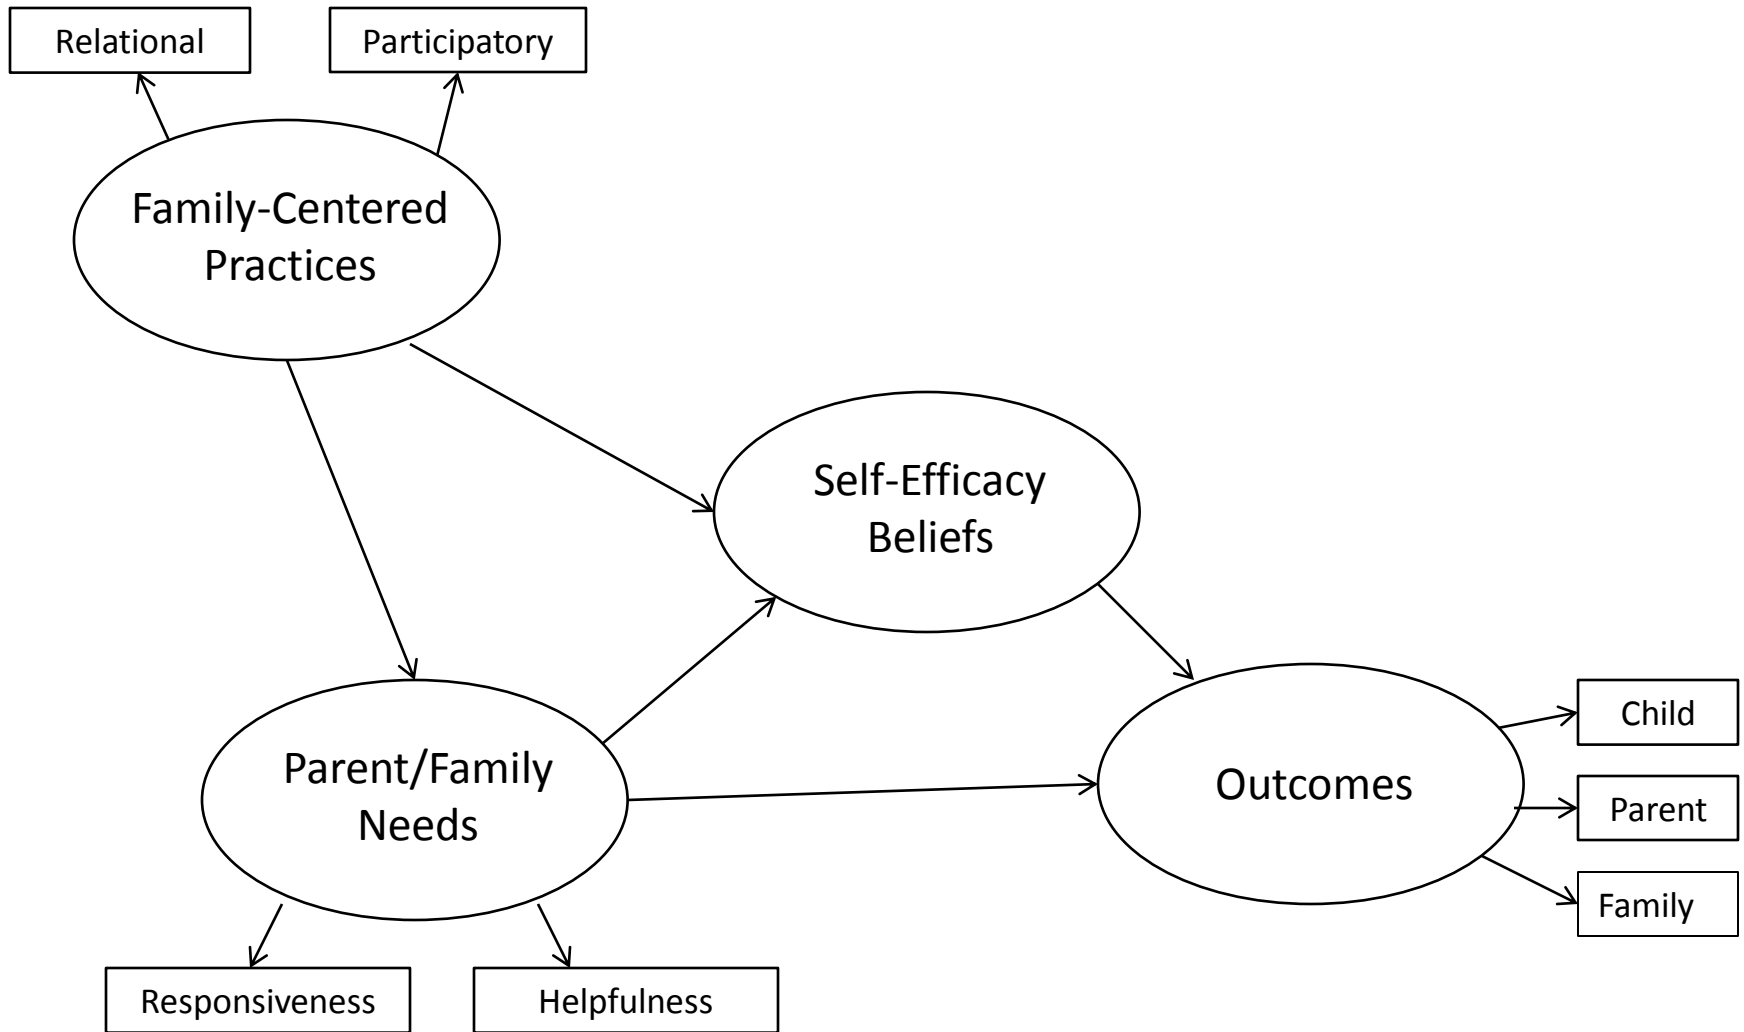 Relational
Participatory
Family-Centered
Practices
Self-Efficacy
Beliefs
Parent/Family
Needs
Outcomes
Child
Parent
Family
Responsiveness
Helpfulness